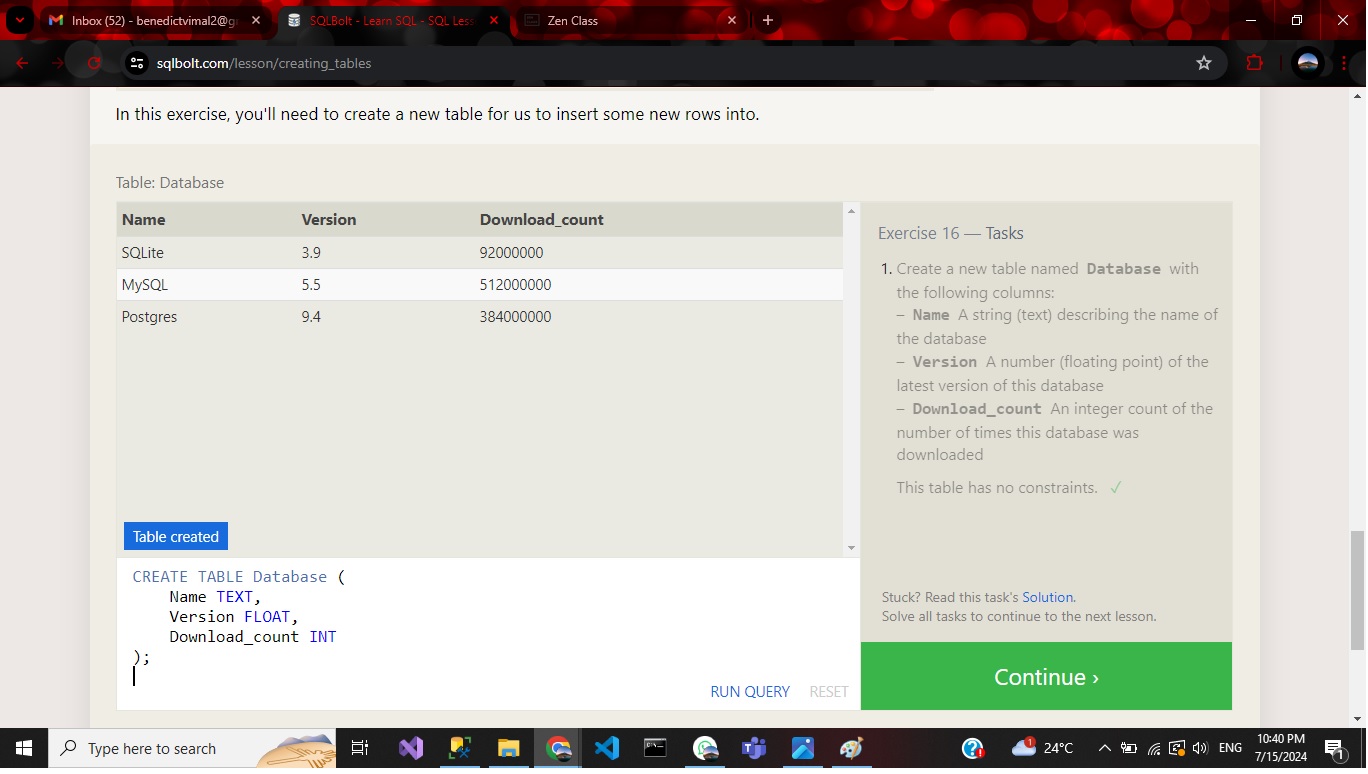 Inbox (52) - benedictvimal2@g
SQLBolt - Learn SQL - SQL Less
Zen Class
sqlbolt.com/lesson/creating_tables
In this exercise, you'll need to create a new table for us to insert some new rows into.
Table: Database
Name Version Download_count
SQLite 3.9 92000000
MySQL 5.5 512000000
Postgres 9.4 384000000
Table created
CREATE TABLE Database (
Name TEXT,
Version FLOAT,
Download_count INT
);
RUN QUERY RESET
Exercise 16 — Tasks
1. Create a new table named Database with
the following columns:
– Name A string (text) describing the name of
the database
– Version A number (floating point) of the
latest version of this database
– Download_count An integer count of the
number of times this database was
downloaded
This table has no constraints. ✓
Stuck? Read this task's Solution.
Solve all tasks to continue to the next lesson.
Continue ›
Type here to search
24°C
ENG
10:40 PM
7/15/2024
1